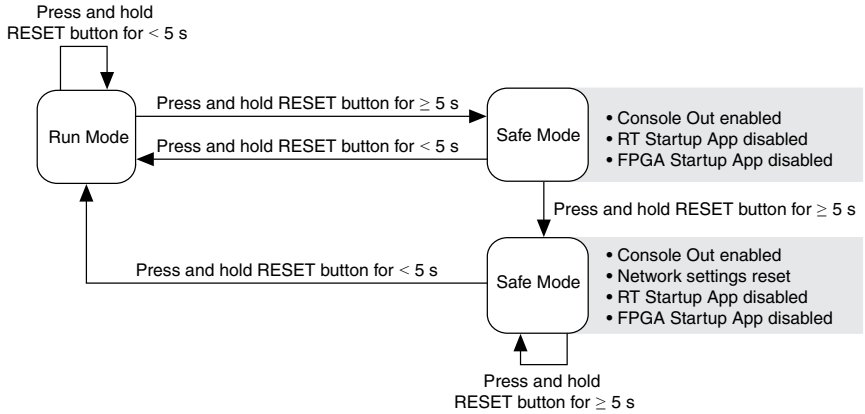 Press and hold
RESET button for < 5 s
Run Mode
Press and hold RESET button for ≥ 5 s
Press and hold RESET button for < 5 s
Safe Mode
• Console Out enabled
• RT Startup App disabled
• FPGA Startup App disabled
Press and hold RESET button for ≥ 5 s
Press and hold RESET button for < 5 s
Safe Mode
• Console Out enabled
• Network settings reset
• RT Startup App disabled
• FPGA Startup App disabled
Press and hold
RESET button for ≥ 5 s